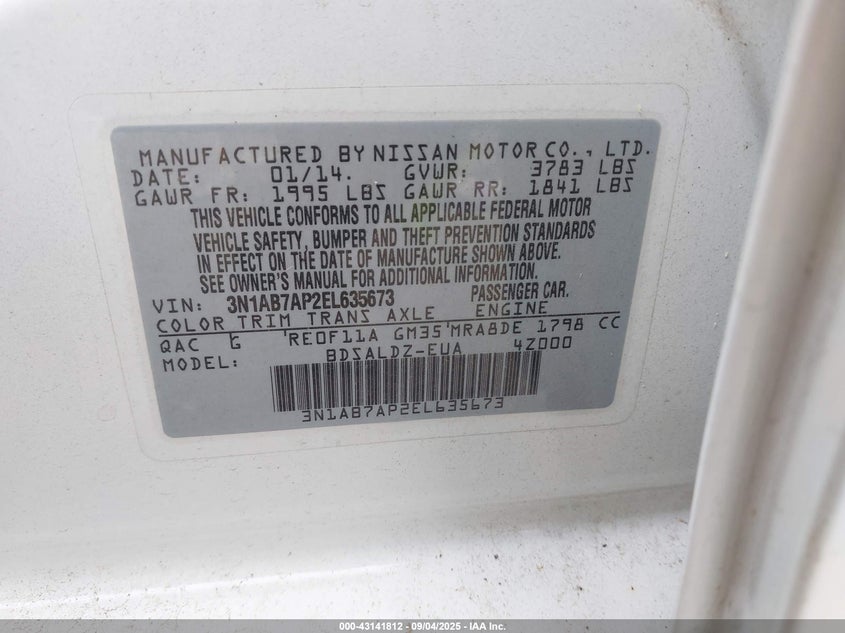 MANUFACTURED BY NISSAN MOTOR CO., LTD.
DATE: 01/14. GVWR: 3783 LBS
GAWR FR: 1995 LBS GAWR RR: 1841 LBS
THIS VEHICLE CONFORMS TO ALL APPLICABLE FEDERAL MOTOR
VEHICLE SAFETY, BUMPER AND THEFT PREVENTION STANDARDS
IN EFFECT ON THE DATE OF MANUFACTURE SHOWN ABOVE.
SEE OWNER'S MANUAL FOR ADDITIONAL INFORMATION.
VIN: 3N1AB7AP2EL635673 PASSENGER CAR.
COLOR TRIM TRANS AXLE ENGINE
QAC G RE0F11A GM35 MRA8DE 1798 CC
MODEL: BDSALDZ-EUA 4Z000
3N1AB7AP2EL635673
000-43141812 - 09/04/2025 - IAA Inc.